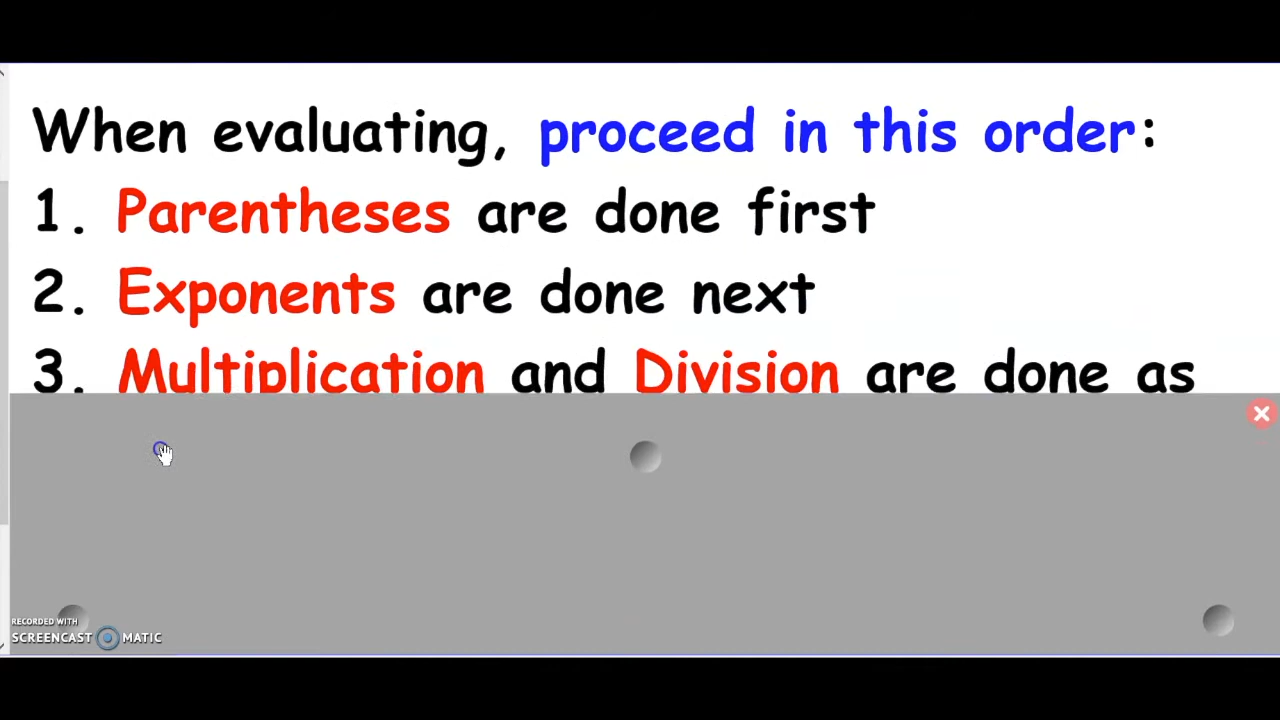 When evaluating, proceed in this order:
1. Parentheses are done first
2. Exponents are done next
3. Multiplication and Division are done as
RECORDED WITH
SCREENCAST MATIC